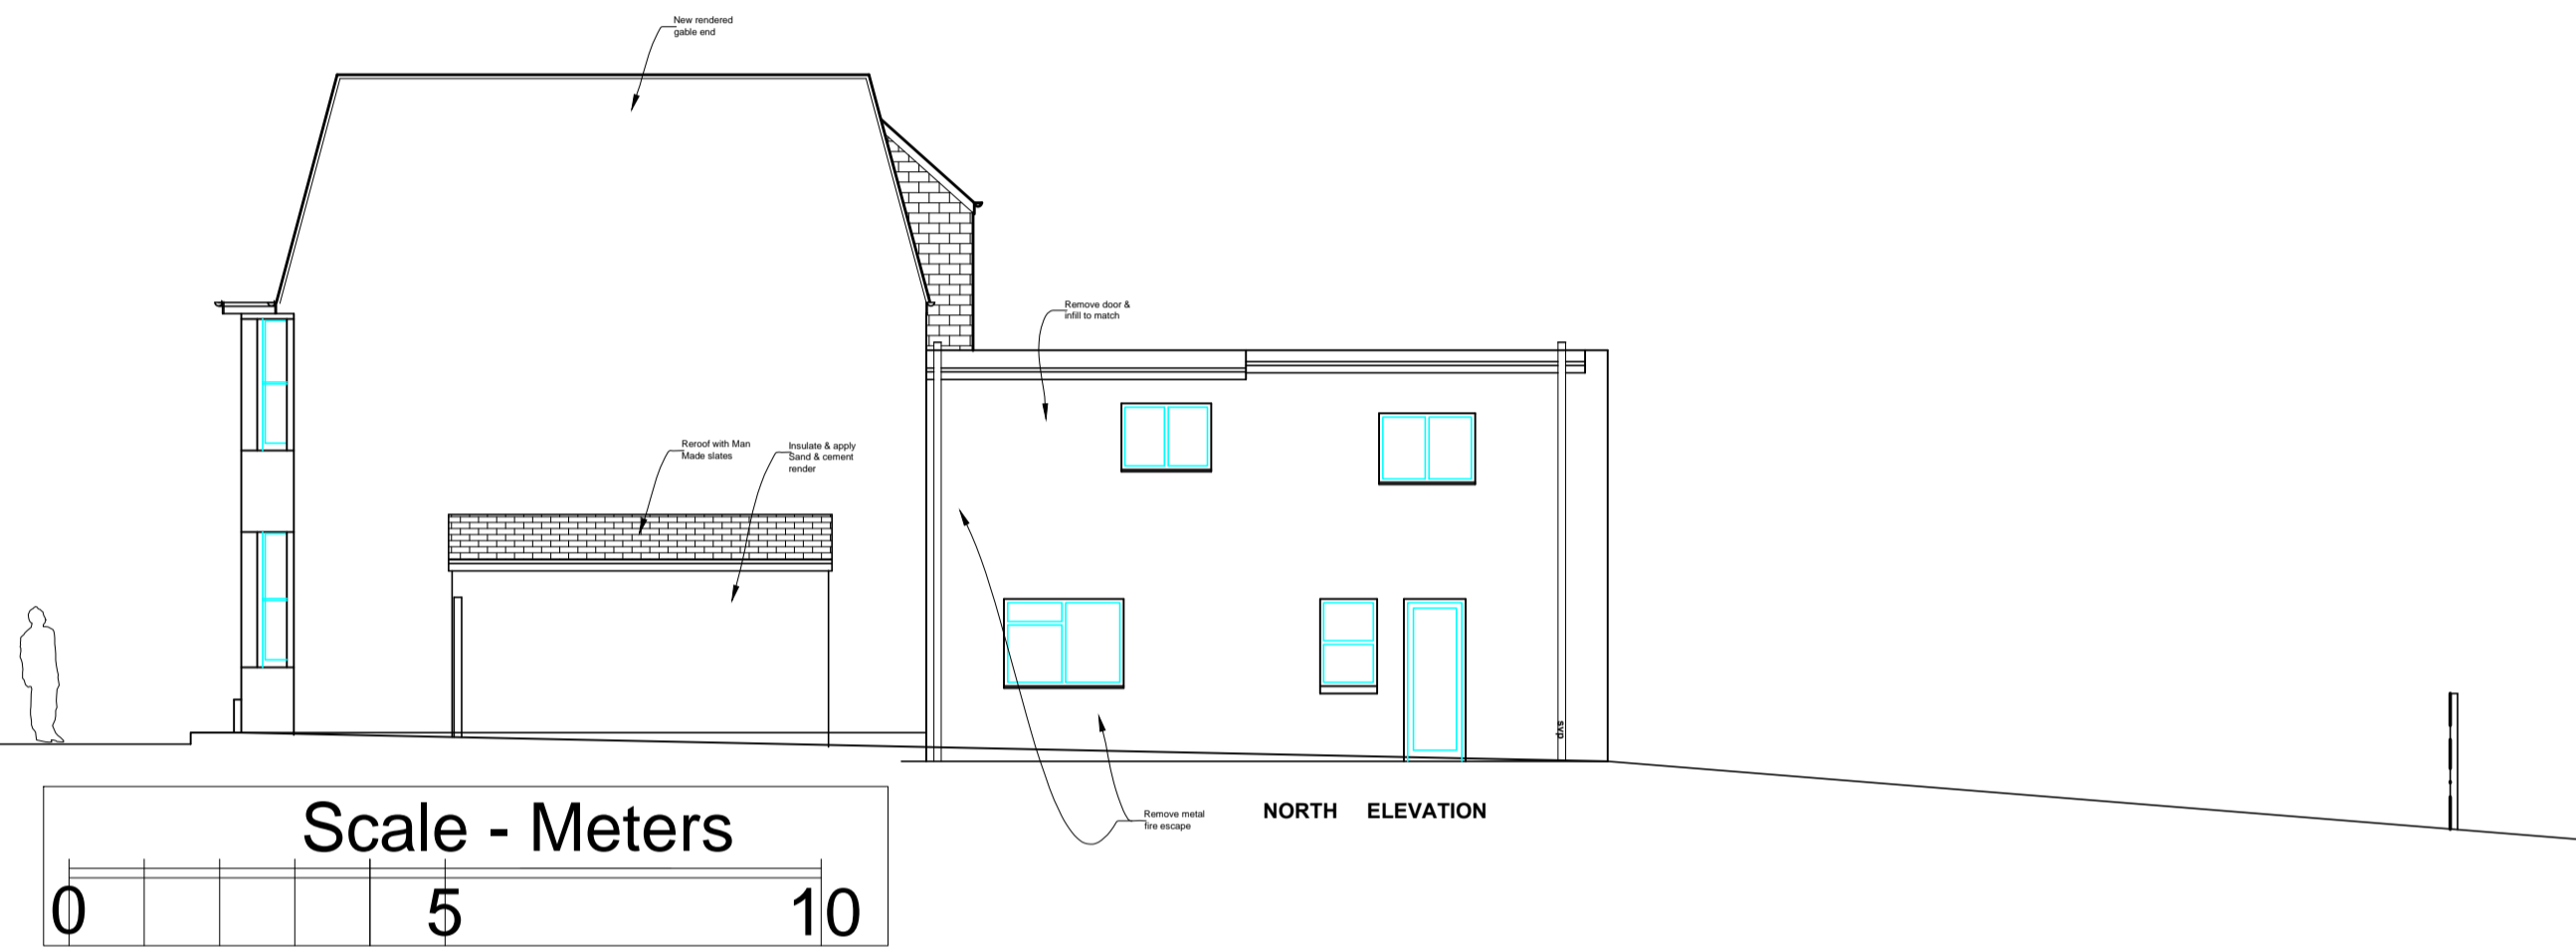 New rendered
gable end
Remove door &
infill to match
Reroof with Man
Made slates
Insulate & apply
Sand & cement
render
svp
Remove metal
fire escape
NORTH ELEVATION
Scale - Meters
0 5 10